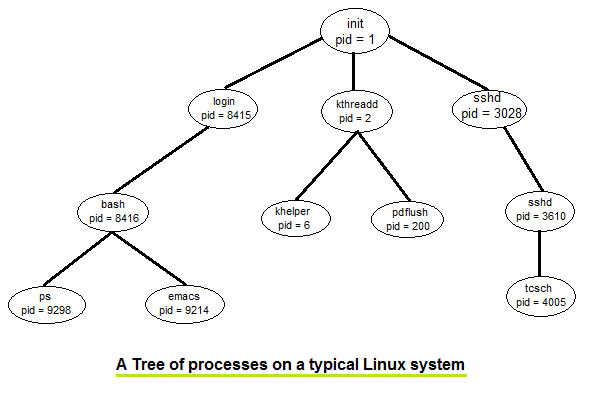 init
pid = 1
login
pid = 8415
kthreadd
pid = 2
sshd
pid = 3028
bash
pid = 8416
khelper
pid = 6
pdflush
pid = 200
sshd
pid = 3610
ps
pid = 9298
emacs
pid = 9214
tcsch
pid = 4005
A Tree of processes on a typical Linux system